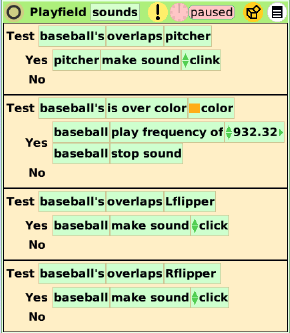 Playfield sounds ! paused
Test baseball's overlaps pitcher
Yes pitcher make sound clink
No
Test baseball's is over color color
Yes baseball play frequency of 932.32
baseball stop sound
No
Test baseball's overlaps Lflipper
Yes baseball make sound click
No
Test baseball's overlaps Rflipper
Yes baseball make sound click
No